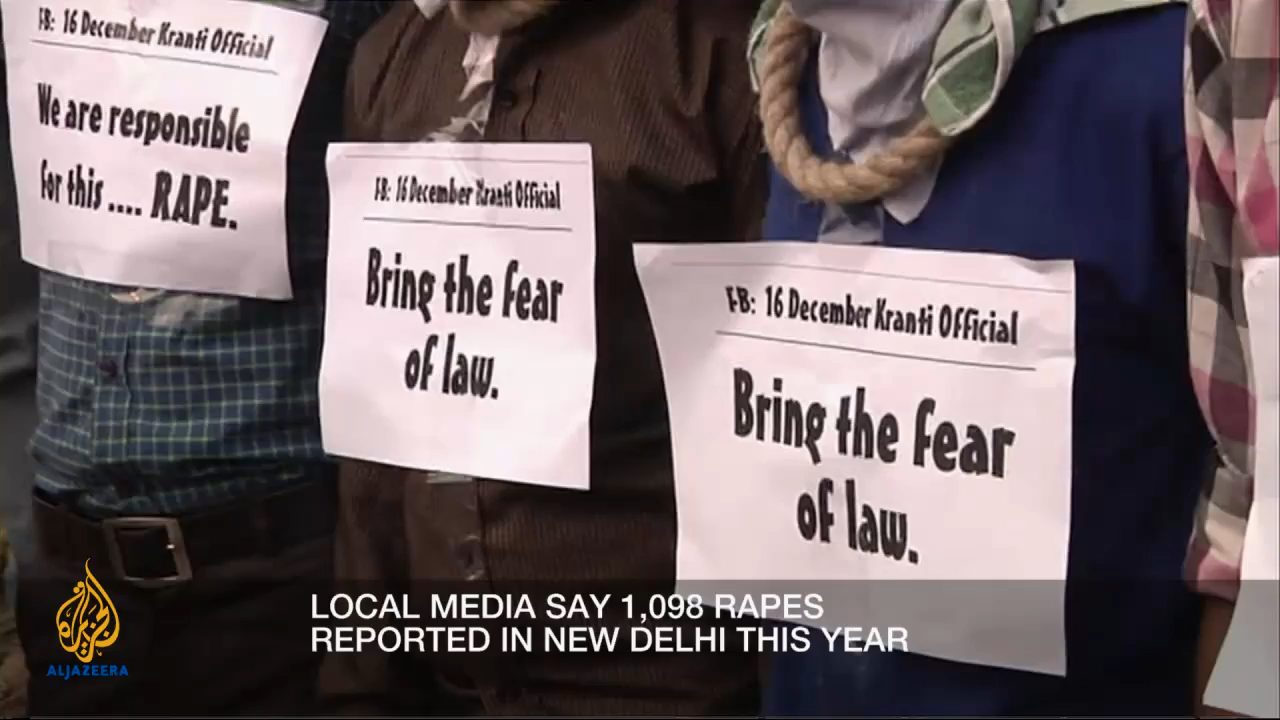 FB: 16 December Kranti Official
We are responsible
for this .... RAPE.
FB: 16 December Kranti Official
Bring the fear
of law.
FB: 16 December Kranti Official
Bring the fear
of law.
LOCAL MEDIA SAY 1,098 RAPES
REPORTED IN NEW DELHI THIS YEAR
الجزيرة
ALJAZEERA